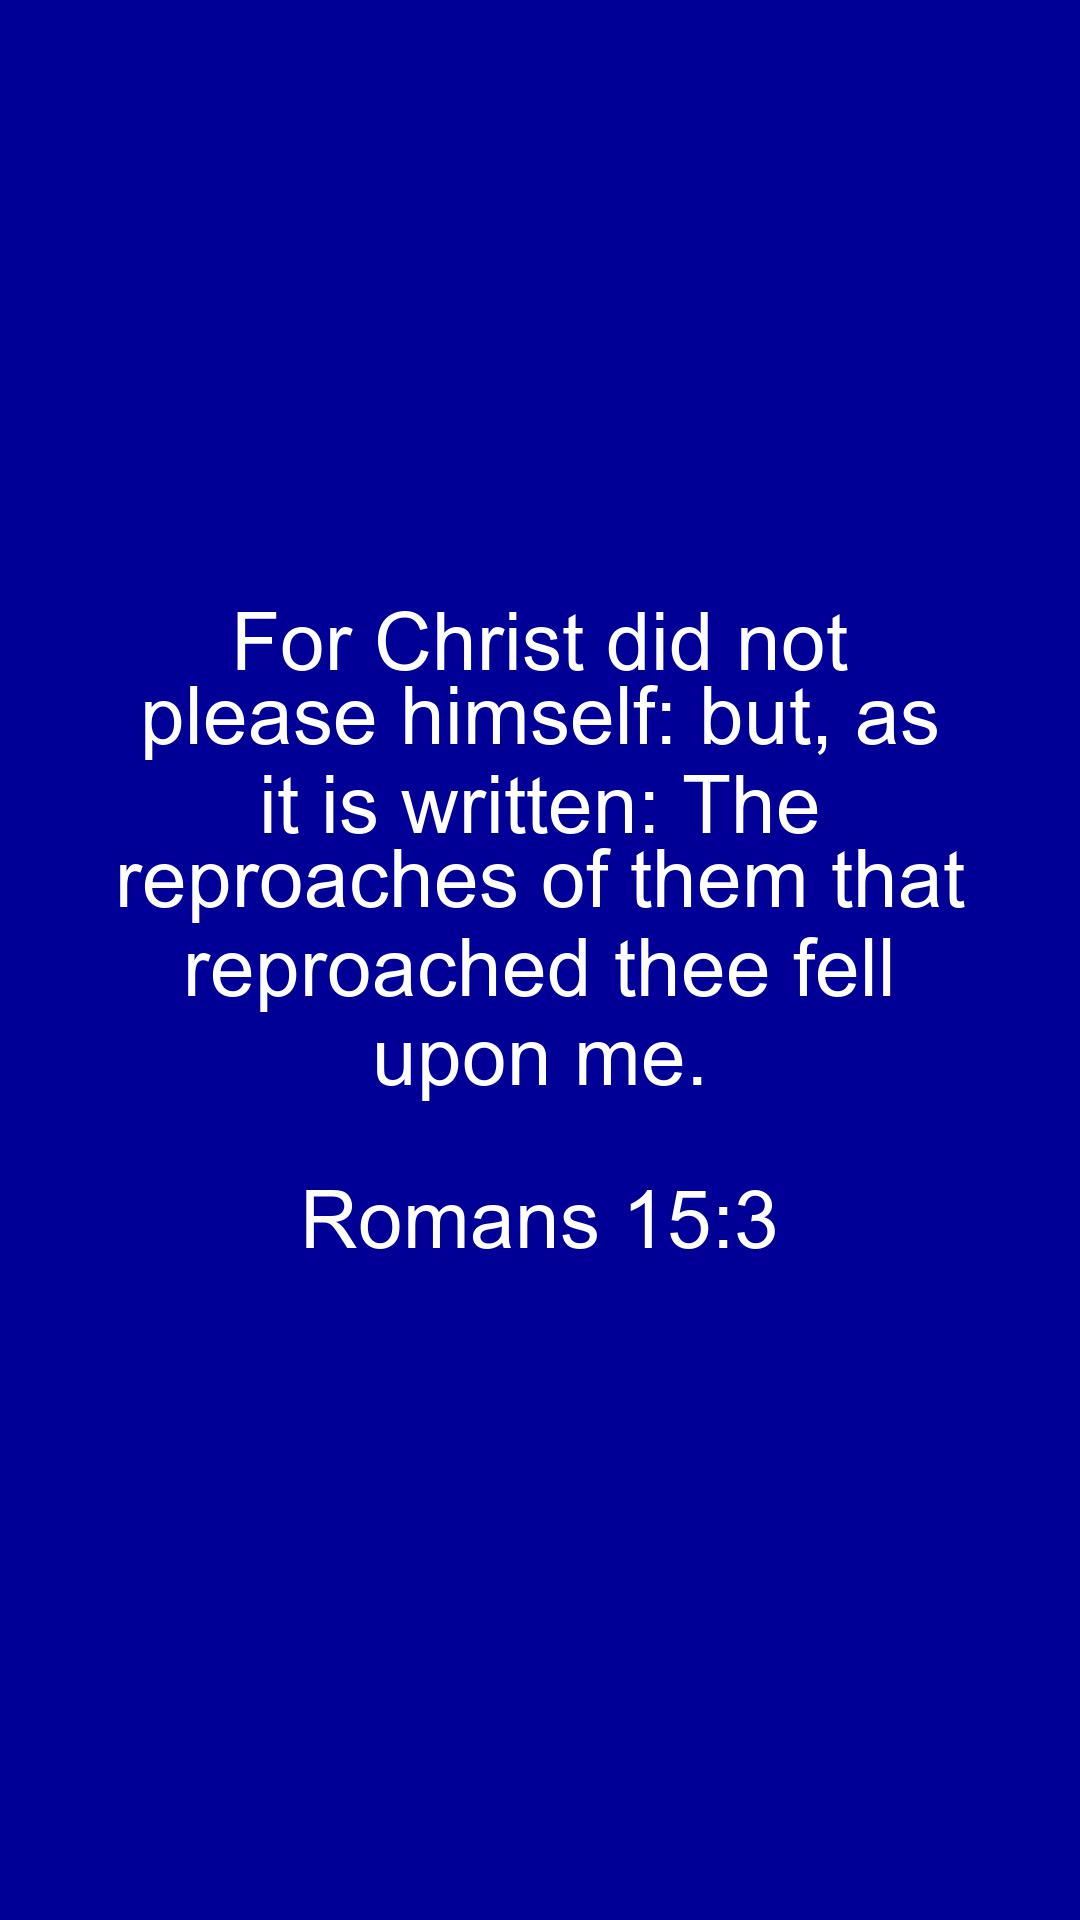 For Christ did not
please himself: but, as
it is written: The
reproaches of them that
reproached thee fell
upon me.
Romans 15:3